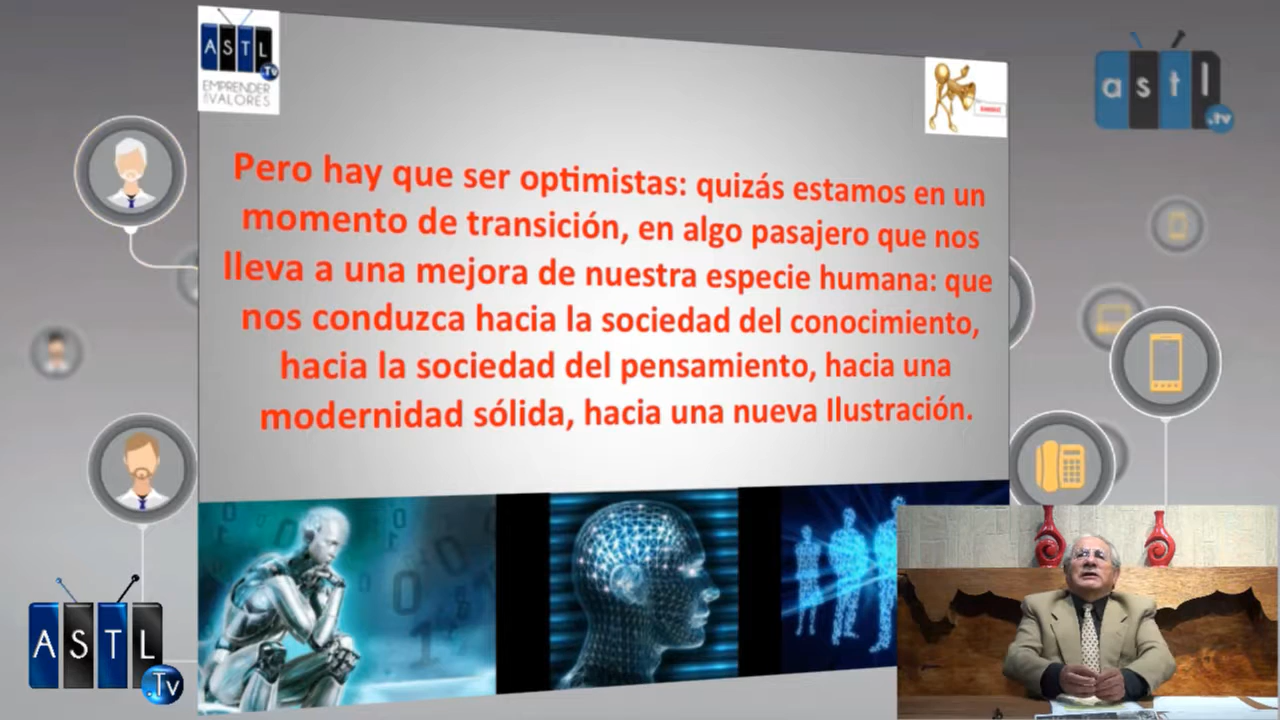 ASTL
.Tv
EMPRENDER
CON VALORES
astl
.tv
Pero hay que ser optimistas: quizás estamos en un
momento de transición, en algo pasajero que nos
lleva a una mejora de nuestra especie humana: que
nos conduzca hacia la sociedad del conocimiento,
hacia la sociedad del pensamiento, hacia una
modernidad sólida, hacia una nueva Ilustración.
ASTL
.Tv